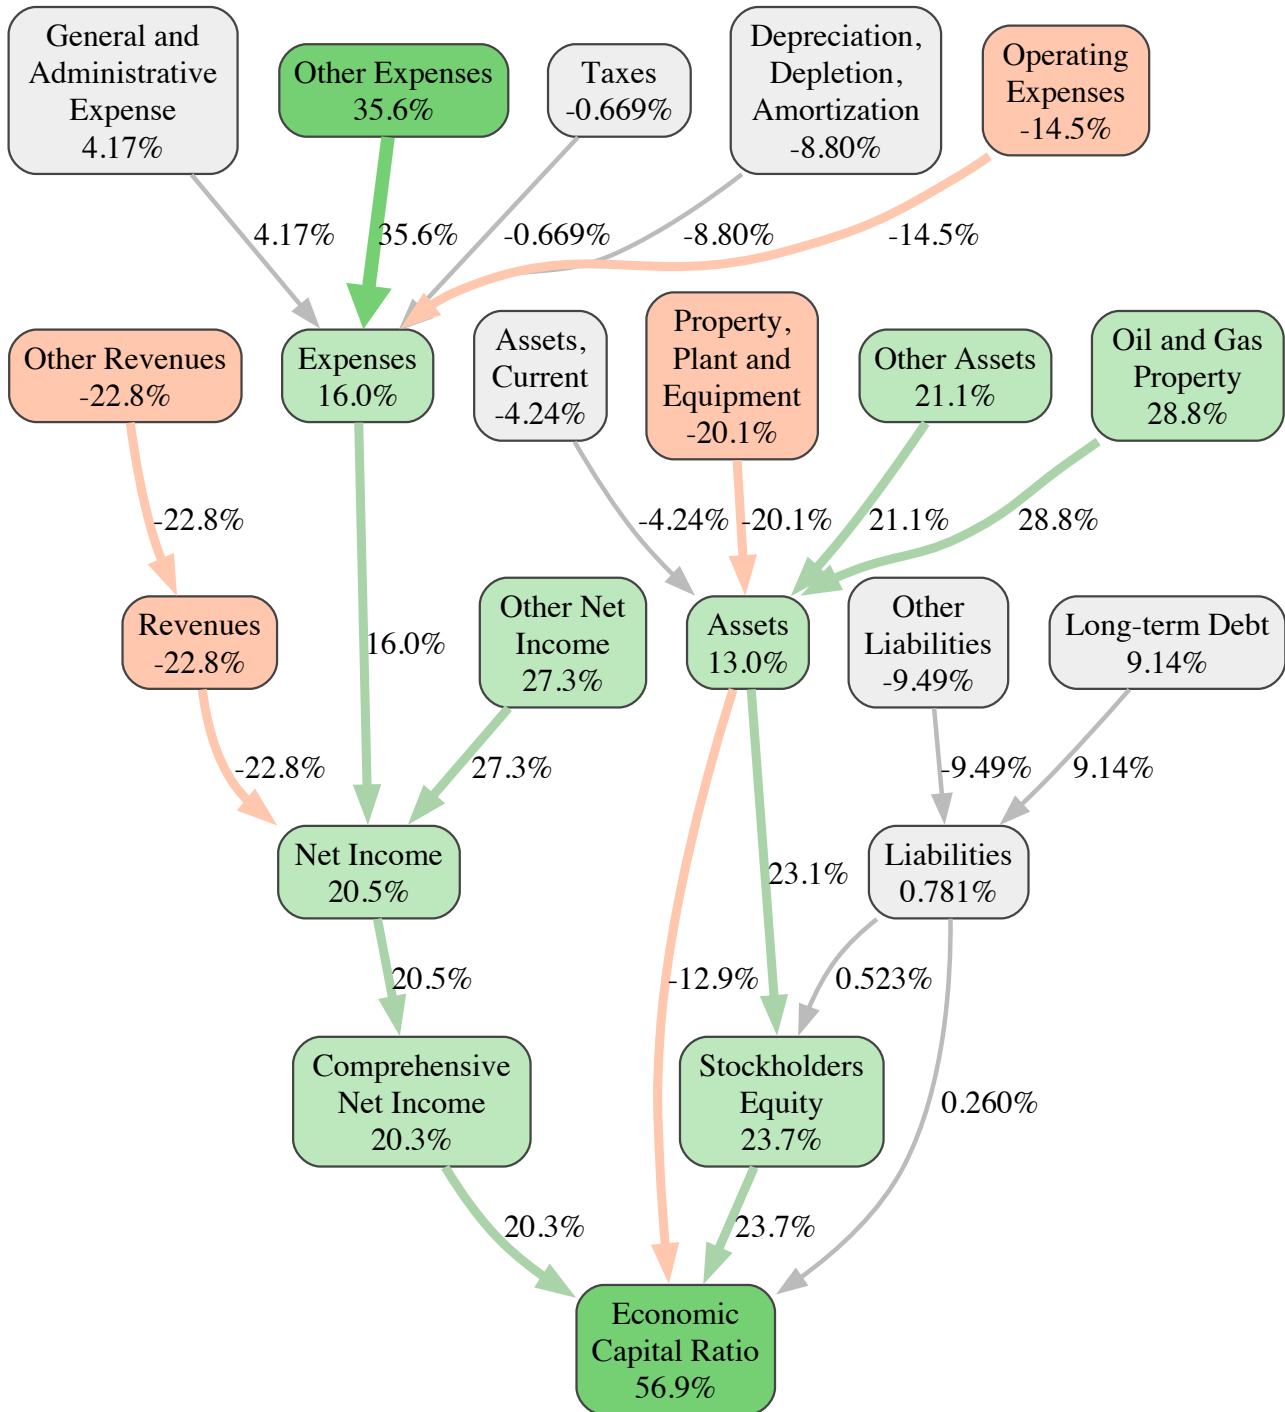 General and
Administrative
Expense
4.17%
Other Expenses
35.6%
Taxes
-0.669%
Depreciation,
Depletion,
Amortization
-8.80%
Operating
Expenses
-14.5%
4.17%
35.6%
-0.669%
-8.80%
-14.5%
Other Revenues
-22.8%
Expenses
16.0%
Assets,
Current
-4.24%
Property,
Plant and
Equipment
-20.1%
Other Assets
21.1%
Oil and Gas
Property
28.8%
-22.8%
-4.24%
-20.1%
21.1%
28.8%
Revenues
-22.8%
16.0%
Other Net
Income
27.3%
Assets
13.0%
Other
Liabilities
-9.49%
Long-term Debt
9.14%
-22.8%
27.3%
-9.49%
9.14%
Net Income
20.5%
23.1%
Liabilities
0.781%
20.5%
-12.9%
0.523%
Comprehensive
Net Income
20.3%
Stockholders
Equity
23.7%
0.260%
20.3%
23.7%
Economic
Capital Ratio
56.9%